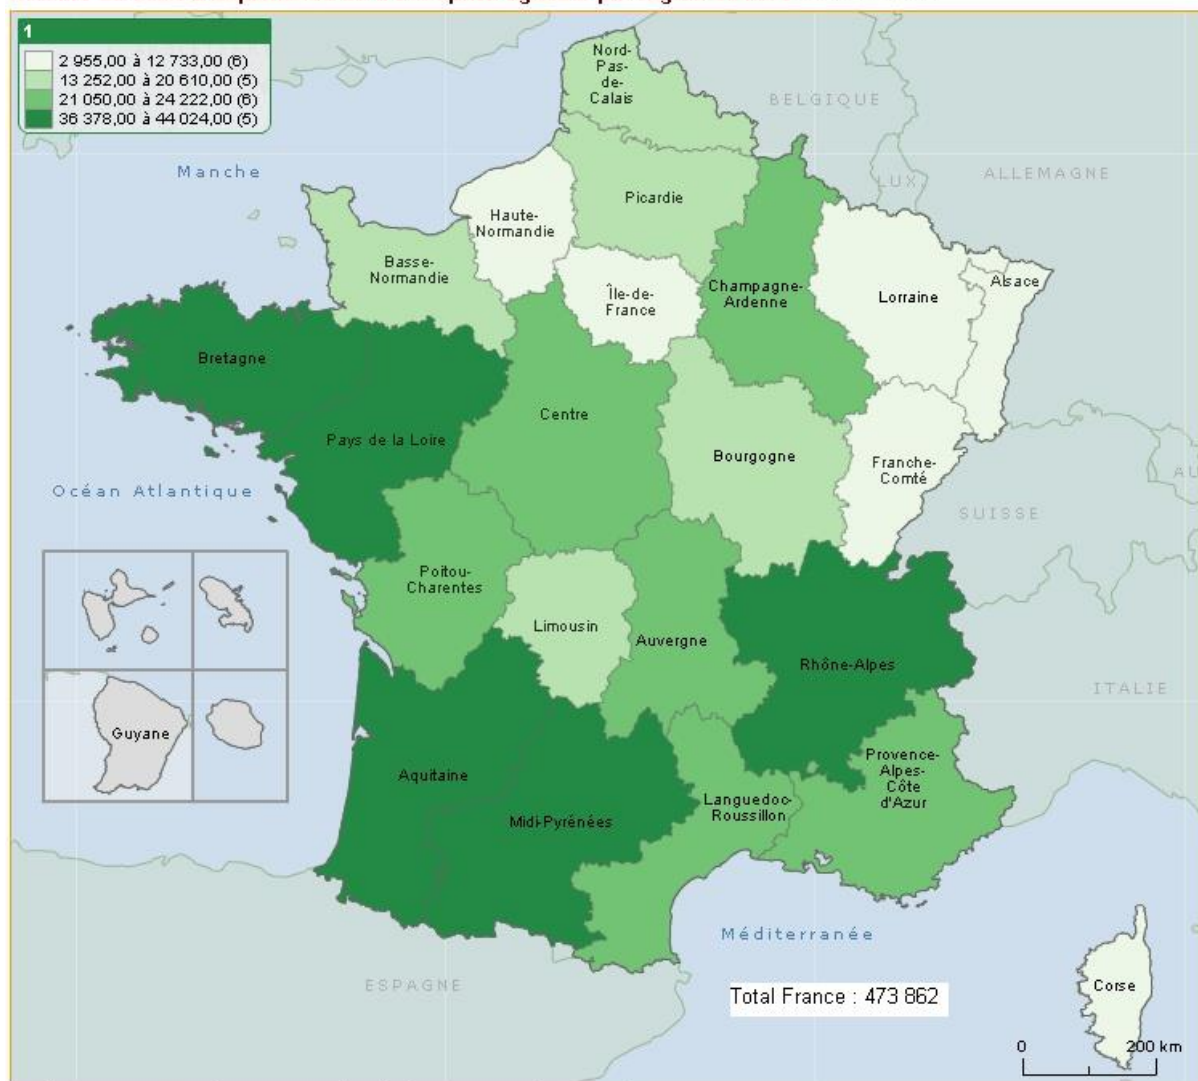 1
2 955,00 à 12 733,00 (6)
13 252,00 à 20 610,00 (5)
21 050,00 à 24 222,00 (6)
36 378,00 à 44 024,00 (5)
Nord-
Pas-
de-
Calais
BELGIQUE
Manche
LUX.
ALLEMAGNE
Picardie
Haute-
Normandie
Basse-
Normandie
Île-de-
France
Champagne-
Ardenne
Lorraine
Alsace
Bretagne
Centre
Pays de la Loire
Bourgogne
Franche-
Comté
Océan Atlantique
SUISSE
Poitou-
Charentes
Limousin
Auvergne
Rhône-Alpes
ITALIE
Guyane
Aquitaine
Provence-
Alpes-
Côte
d'Azur
Languedoc-
Roussillon
Midi-Pyrénées
Méditerranée
ESPAGNE
Total France : 473 862
Corse
0 200 km